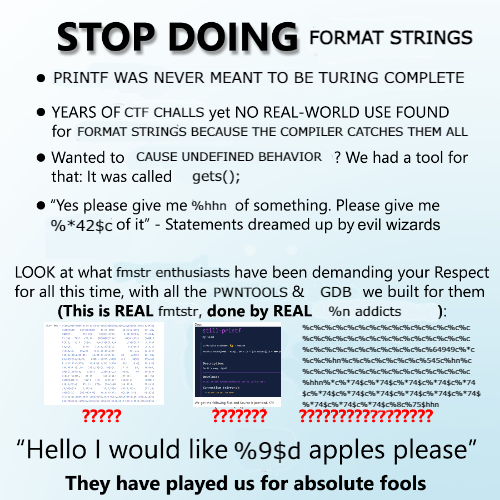 STOP DOING FORMAT STRINGS
● PRINTF WAS NEVER MEANT TO BE TURING COMPLETE
● YEARS OF CTF CHALLS yet NO REAL-WORLD USE FOUND
for FORMAT STRINGS BECAUSE THE COMPILER CATCHES THEM ALL
● Wanted to CAUSE UNDEFINED BEHAVIOR ? We had a tool for
that: It was called gets();
● “Yes please give me %hhn of something. Please give me
%*42$c of it” - Statements dreamed up by evil wizards
LOOK at what fmstr enthusiasts have been demanding your Respect
for all this time, with all the PWNTOOLS & GDB we built for them
(This is REAL fmtstr, done by REAL %n addicts ):
still-printf
%c%c%c%c%c%c%c%c%c%c%c%c%c%c%c
%c%c%c%c%c%c%c%c%c%c%c%c%c%c%c
%c%c%c%c%c%c%c%c%c%c%c%64949c%*c
%c%c%c%c%c%c%c%c%c%c%c%545c%hn%c
%c%c%c%c%c%c%c%c%c%c%c%c%c%c%c
%hhn%*c%*74$c%*74$c%*74$c%*74$c%*74
$c%*74$c%*74$c%*74$c%*74$c%*74$c%*74$
%*74$c%*74$c%*74$c%8c%75$hhn
????? ??????? ?????????????????
“Hello I would like %9$d apples please”
They have played us for absolute fools